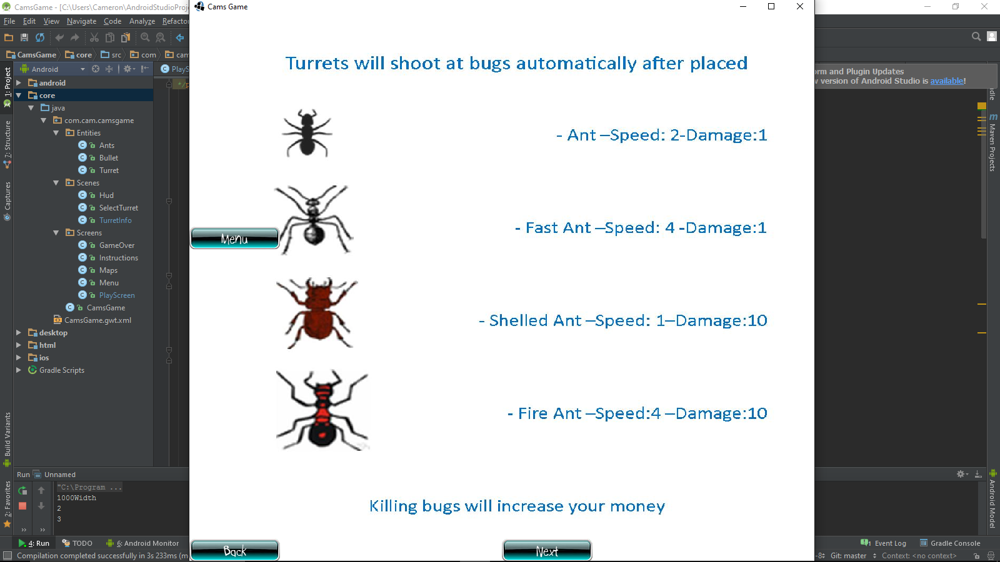 CamsGame - [C:\Users\Cameron\AndroidStudioProj
Cams Game
File Edit View Navigate Code Analyze Refactor
CamsGame core src com cam
Android
PlayS
1: Project
7: Structure
Captures
Build Variants
2: Favorites
android
core
java
com.cam.camsgame
Entities
Ants
Bullet
Turret
Scenes
Hud
SelectTurret
TurretInfo
Screens
GameOver
Instructions
Maps
Menu
PlayScreen
CamsGame
CamsGame.gwt.xml
desktop
html
ios
Gradle Scripts
Turrets will shoot at bugs automatically after placed
- Ant –Speed: 2-Damage:1
- Fast Ant –Speed: 4 -Damage:1
Menu
- Shelled Ant –Speed: 1–Damage:10
- Fire Ant –Speed:4 –Damage:10
Killing bugs will increase your money
Back
Next
orm and Plugin Updates
w version of Android Studio is available!
dle
Maven Projects
Android Model
Run Unnamed
"C:\Program ...
1000Width
2
3
4: Run TODO 6: Android Monitor
Event Log Gradle Console
Compilation completed successfully in 3s 233ms (m
-8 Git: master Context: <no context>